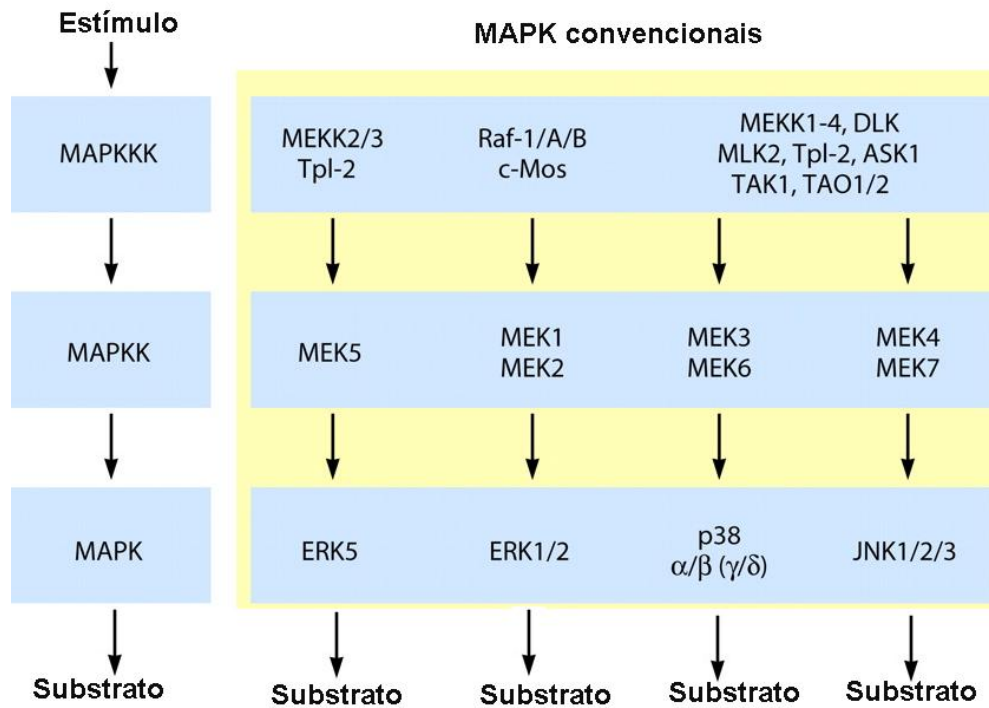 Estímulo
MAPK convencionais
MAPKKK
MEKK2/3
Tpl-2
Raf-1/A/B
c-Mos
MEKK1-4, DLK
MLK2, Tpl-2, ASK1
TAK1, TAO1/2
MAPKK
MEK5
MEK1
MEK2
MEK3
MEK6
MEK4
MEK7
MAPK
ERK5
ERK1/2
p38
α/β (γ/δ)
JNK1/2/3
Substrato
Substrato
Substrato
Substrato
Substrato